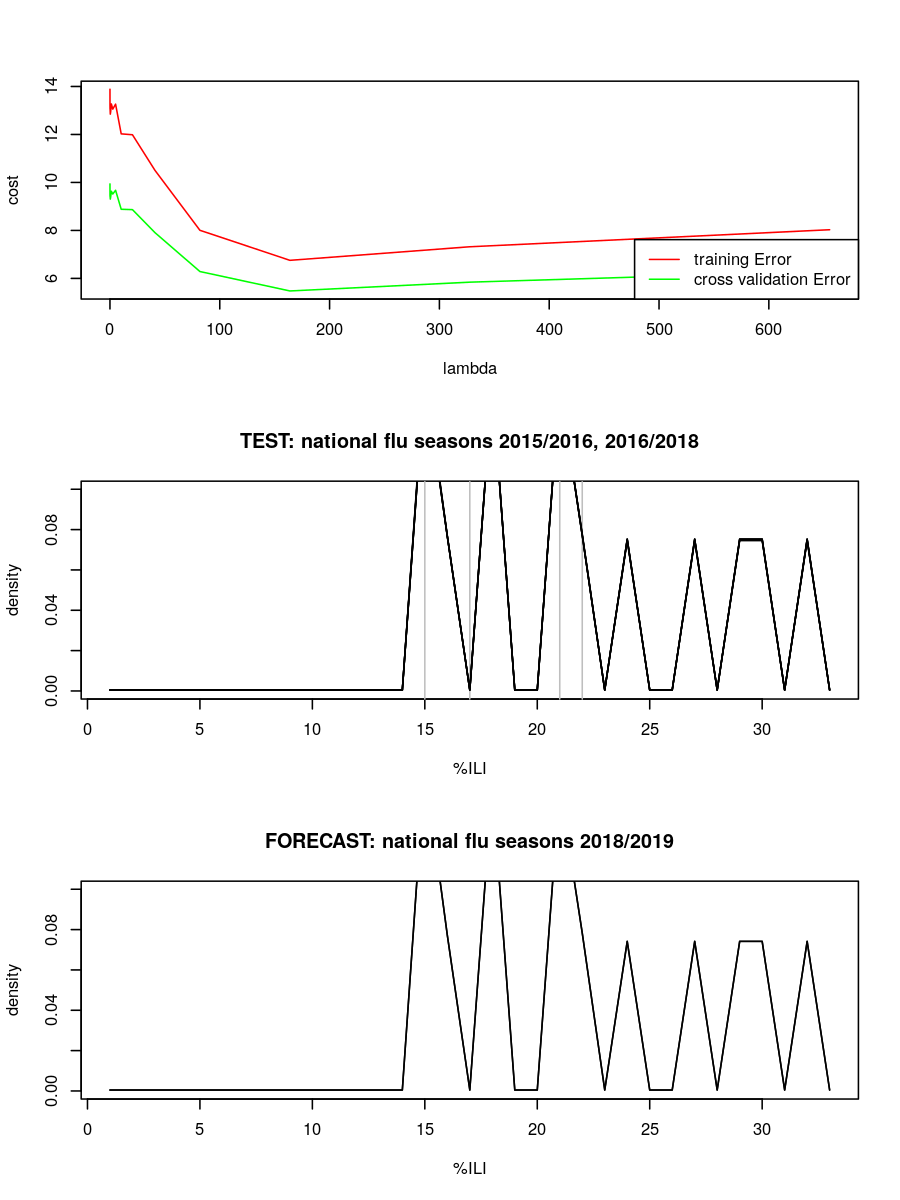 14
12
10
8
6
cost
training Error
cross validation Error
0 100 200 300 400 500 600
lambda
TEST: national flu seasons 2015/2016, 2016/2018
0.08
0.04
0.00
density
0 5 10 15 20 25 30
%ILI
FORECAST: national flu seasons 2018/2019
0.08
0.04
0.00
density
0 5 10 15 20 25 30
%ILI